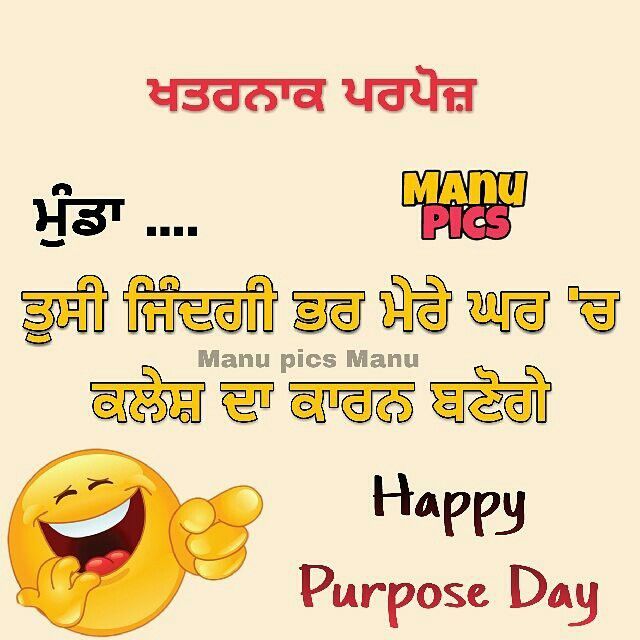 ਖਤਰਨਾਕ ਪਰਪੋਜ਼
ਮੁੰਡਾ ....
MANU
PICS
ਤੁਸੀ ਜਿੰਦਗੀ ਭਰ ਮੇਰੇ ਘਰ 'ਚ
Manu pics Manu
ਕਲੇਸ਼ ਦਾ ਕਾਰਨ ਬਣੋਗੇ
Happy
Purpose Day